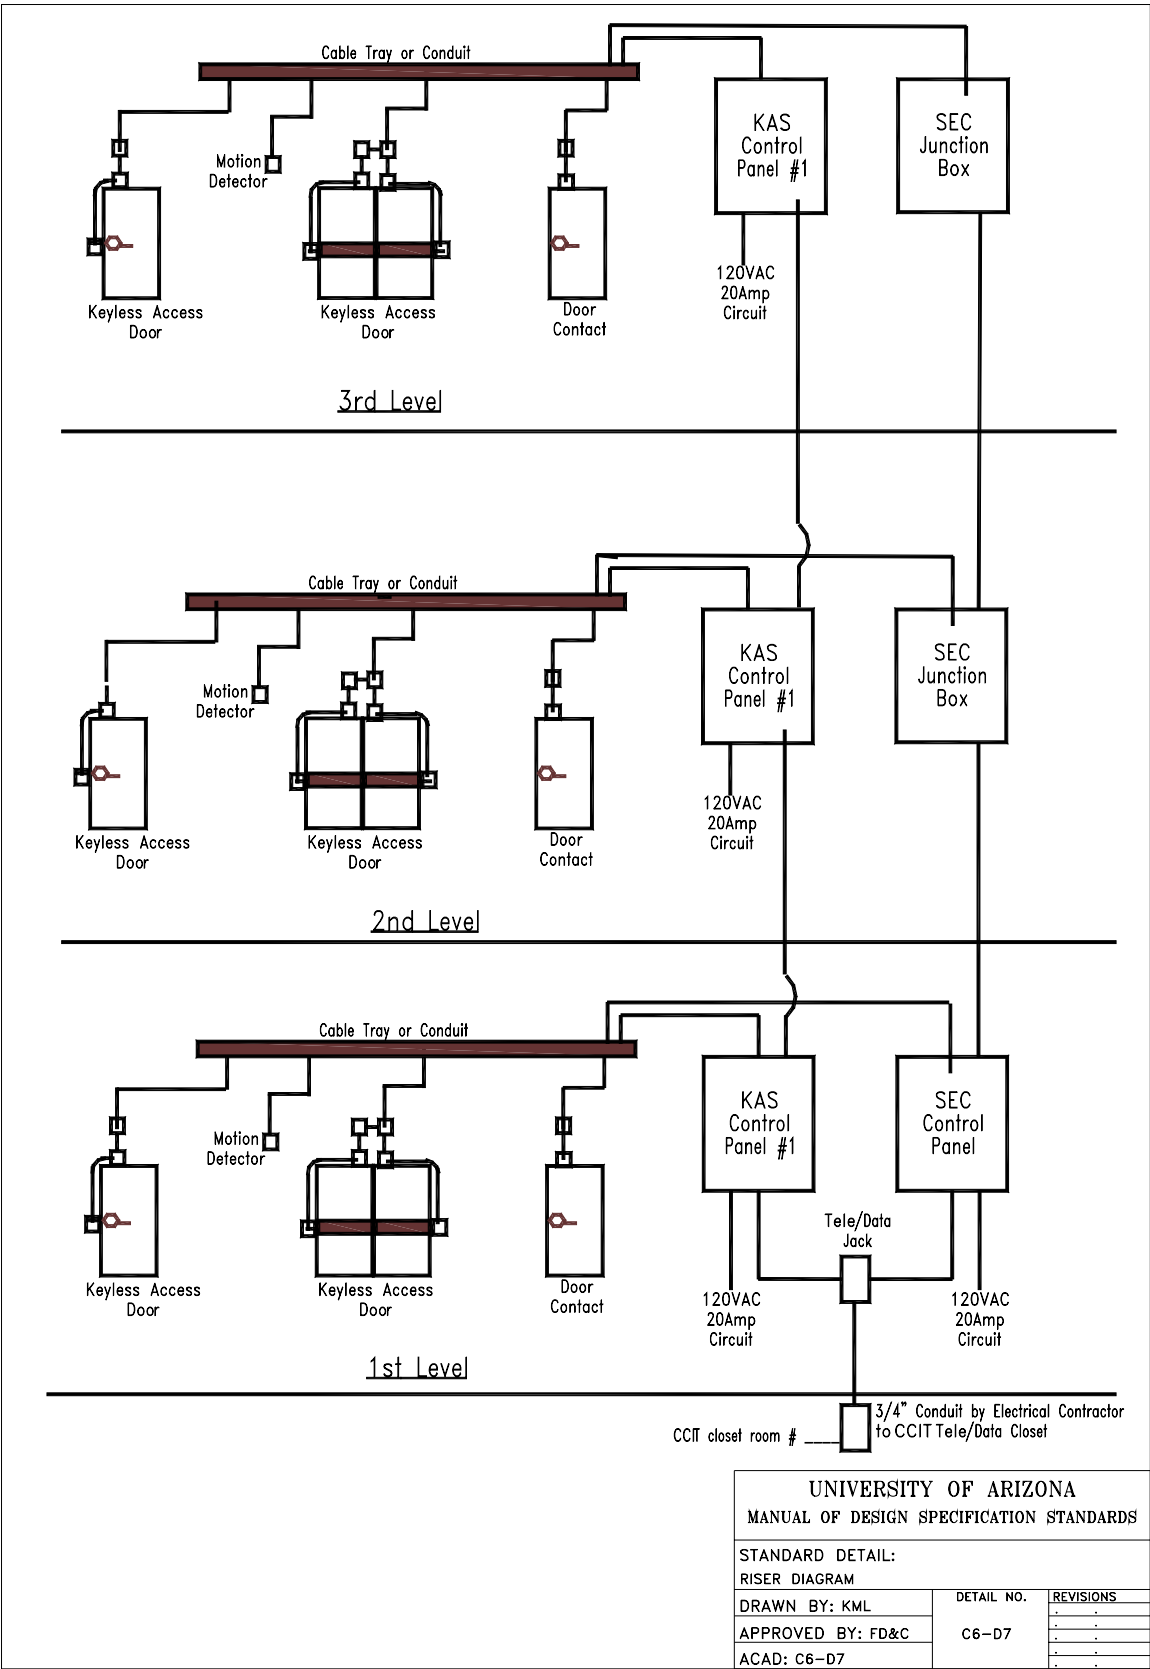 Cable Tray or Conduit
KAS
Control
Panel #1
SEC
Junction
Box
Motion
Detector
120VAC
20Amp
Circuit
Keyless Access
Door
Keyless Access
Door
Door
Contact
3rd Level
Cable Tray or Conduit
KAS
Control
Panel #1
SEC
Junction
Box
Motion
Detector
120VAC
20Amp
Circuit
Keyless Access
Door
Keyless Access
Door
Door
Contact
2nd Level
Cable Tray or Conduit
KAS
Control
Panel #1
SEC
Control
Panel
Motion
Detector
Tele/Data
Jack
Keyless Access
Door
Keyless Access
Door
Door
Contact
120VAC
20Amp
Circuit
120VAC
20Amp
Circuit
1st Level
3/4" Conduit by Electrical Contractor
to CCIT Tele/Data Closet
CCIT closet room # ____
UNIVERSITY OF ARIZONA
MANUAL OF DESIGN SPECIFICATION STANDARDS
STANDARD DETAIL:
RISER DIAGRAM
DRAWN BY: KML
APPROVED BY: FD&C
ACAD: C6-D7
DETAIL NO.
C6-D7
REVISIONS